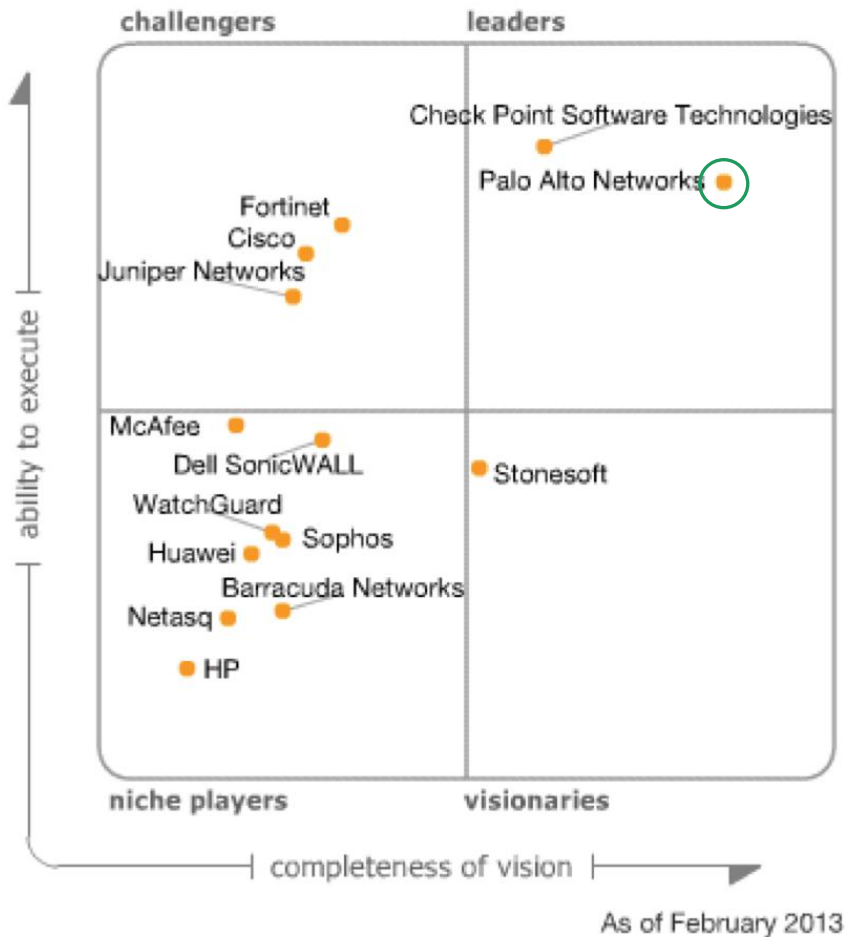 challengers
leaders
Check Point Software Technologies
Palo Alto Networks
Fortinet
Cisco
Juniper Networks
ability to execute
McAfee
Dell SonicWALL
Stonesoft
WatchGuard
Sophos
Huawei
Barracuda Networks
Netasq
HP
niche players
visionaries
completeness of vision
As of February 2013